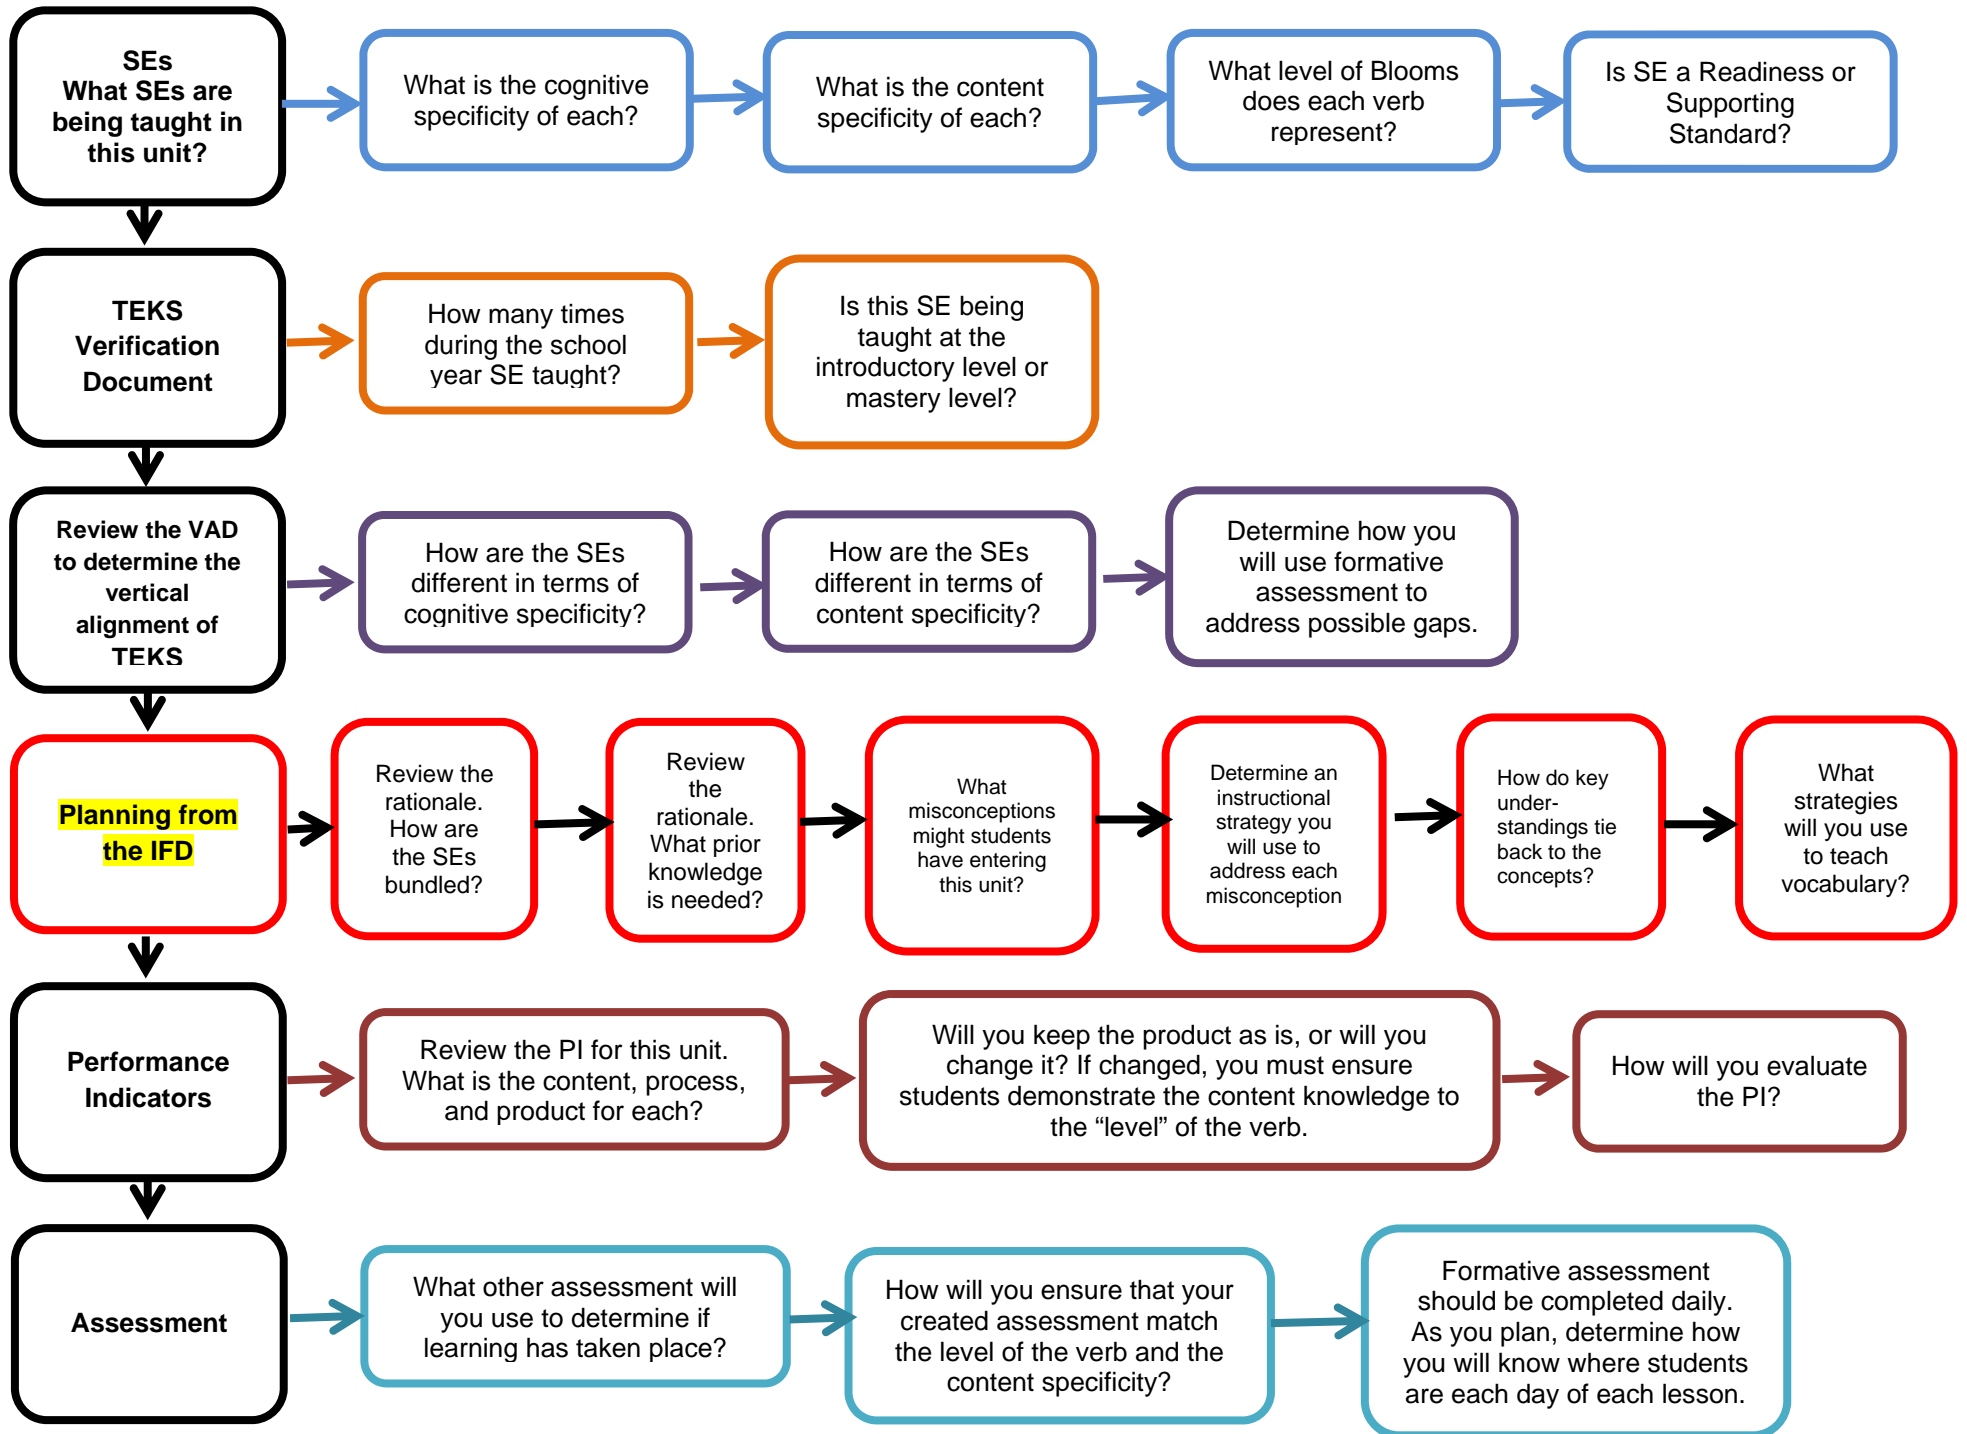 SEs
What SEs are
being taught in
this unit?
What is the cognitive
specificity of each?
What is the content
specificity of each?
What level of Blooms
does each verb
represent?
Is SE a Readiness or
Supporting
Standard?
TEKS
Verification
Document
How many times
during the school
year SE taught?
Is this SE being
taught at the
introductory level or
mastery level?
Review the VAD
to determine the
vertical
alignment of
TEKS
How are the SEs
different in terms of
cognitive specificity?
How are the SEs
different in terms of
content specificity?
Determine how you
will use formative
assessment to
address possible gaps.
Planning from
the IFD
Review the
rationale.
How are
the SEs
bundled?
Review
the
rationale.
What prior
knowledge
is needed?
What
misconceptions
might students
have entering
this unit?
Determine an
instructional
strategy you
will use to
address each
misconception
How do key
under-
standings tie
back to the
concepts?
What
strategies
will you use
to teach
vocabulary?
Performance
Indicators
Review the PI for this unit.
What is the content, process,
and product for each?
Will you keep the product as is, or will you
change it? If changed, you must ensure
students demonstrate the content knowledge to
the “level” of the verb.
How will you evaluate
the PI?
Assessment
What other assessment will
you use to determine if
learning has taken place?
How will you ensure that your
created assessment match
the level of the verb and the
content specificity?
Formative assessment
should be completed daily.
As you plan, determine how
you will know where students
are each day of each lesson.